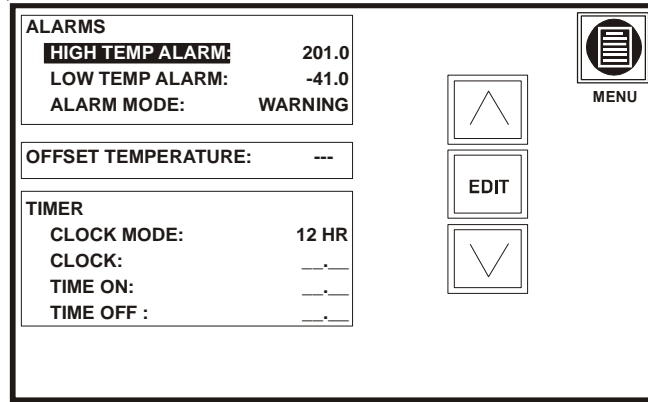 ALARMS
HIGH TEMP ALARM: 201.0
LOW TEMP ALARM: -41.0
ALARM MODE: WARNING
MENU
OFFSET TEMPERATURE: ---
EDIT
TIMER
CLOCK MODE: 12 HR
CLOCK: __.__
TIME ON: __.__
TIME OFF : __.__